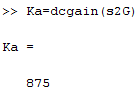 >> Ka=dcgain(s2G)
Ka =
875